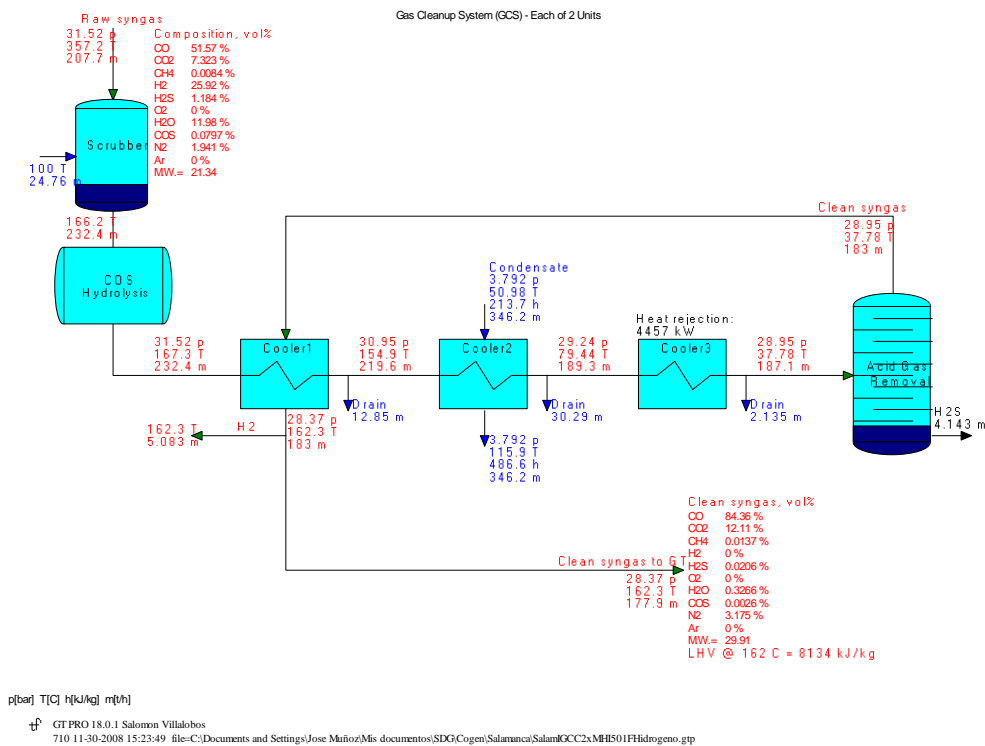 Gas Cleanup System (GCS) - Each of 2 Units
Raw syngas
31.52 p
357.2 T
207.7 m
Composition, vol%
CO 51.57 %
CO2 7.323 %
CH4 0.0084 %
H2 25.92 %
H2S 1.184 %
O2 0 %
H2O 11.98 %
COS 0.0797 %
N2 1.941 %
Ar 0 %
MW.= 21.34
Scrubber
100 T
24.76 m
166.2 T
232.4 m
COS
Hydrolysis
Clean syngas
28.95 p
37.78 T
183 m
Condensate
3.792 p
50.98 T
213.7 h
346.2 m
Heat rejection:
4457 kW
31.52 p
167.3 T
232.4 m
Cooler1
30.95 p
154.9 T
219.6 m
Cooler2
29.24 p
79.44 T
189.3 m
Cooler3
28.95 p
37.78 T
187.1 m
Acid Gas
Removal
Drain
12.85 m
Drain
30.29 m
Drain
2.135 m
H2S
4.143 m
162.3 T
5.083 m
H2
28.37 p
162.3 T
183 m
3.792 p
115.9 T
486.6 h
346.2 m
Clean syngas to GT
28.37 p
162.3 T
177.9 m
Clean syngas, vol%
CO 84.36 %
CO2 12.11 %
CH4 0.0137 %
H2 0 %
H2S 0.0206 %
O2 0 %
H2O 0.3266 %
COS 0.0026 %
N2 3.175 %
Ar 0 %
MW.= 29.91
LHV @ 162 C = 8134 kJ/kg
p[bar] T[C] h[kJ/kg] m[t/h]
GT PRO 18.0.1 Salomon Villalobos
710 11-30-2008 15:23:49 file=C:\Documents and Settings\Jose Muñoz\Mis documentos\SDG\Cogen\Salamanca\SalamIGCC2xMHI501FHidrogeno.gtp